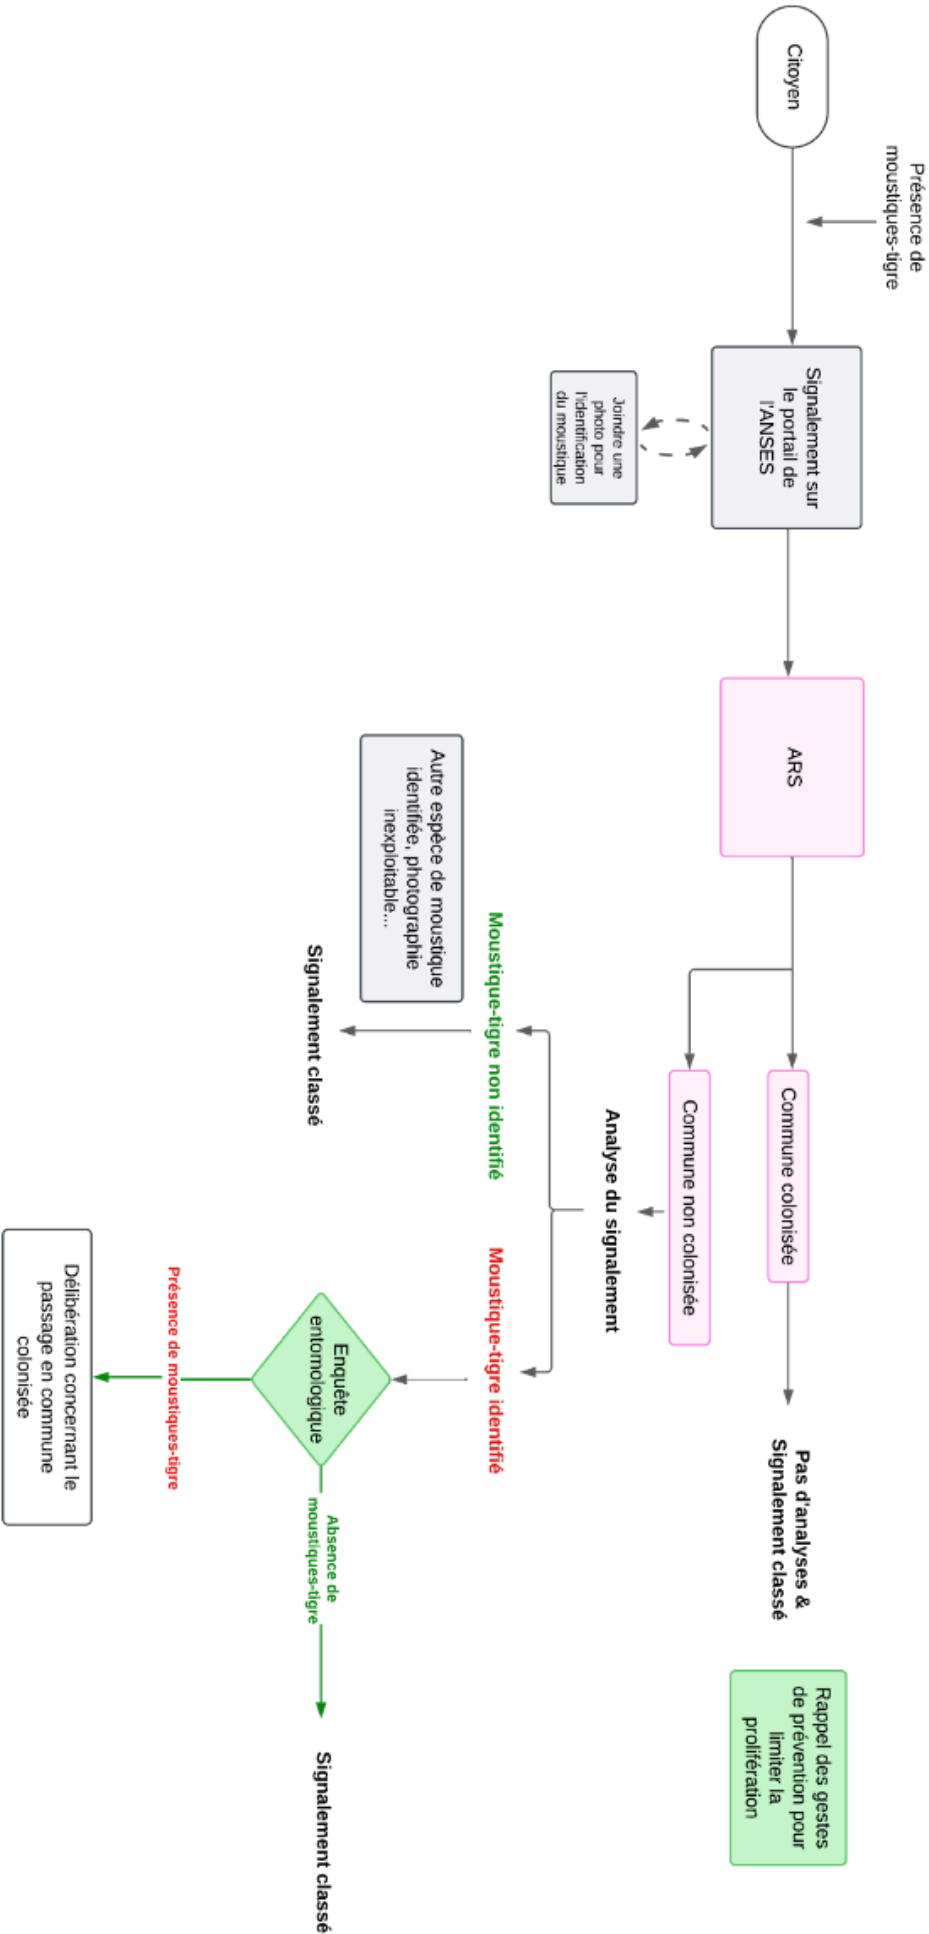 Citoyen
Présence de
moustiques-tigre
Signalement sur
le portail de
l'ANSES
Joindre une
photo pour
l'identification
du moustique
ARS
Commune colonisée
Pas d'analyses &
Signalement classé
Rappel des gestes
de prévention pour
limiter la
prolifération
Commune non colonisée
Analyse du signalement
Moustique-tigre non identifié
Autre espèce de moustique
identifiée, photographie
inexploitable...
Signalement classé
Moustique-tigre identifié
Enquête
entomologique
Absence de
moustiques-tigre
Signalement classé
Présence de moustiques-tigre
Délibération concernant le
passage en commune
colonisée